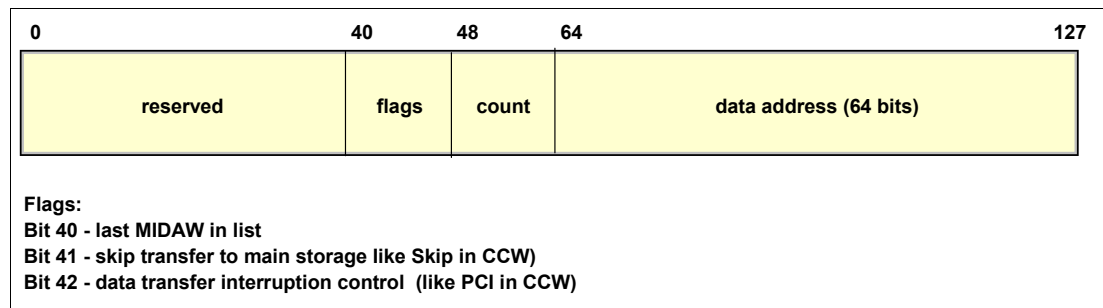 0 40 48 64 127
reserved flags count data address (64 bits)
Flags:
Bit 40 - last MIDAW in list
Bit 41 - skip transfer to main storage like Skip in CCW)
Bit 42 - data transfer interruption control (like PCI in CCW)